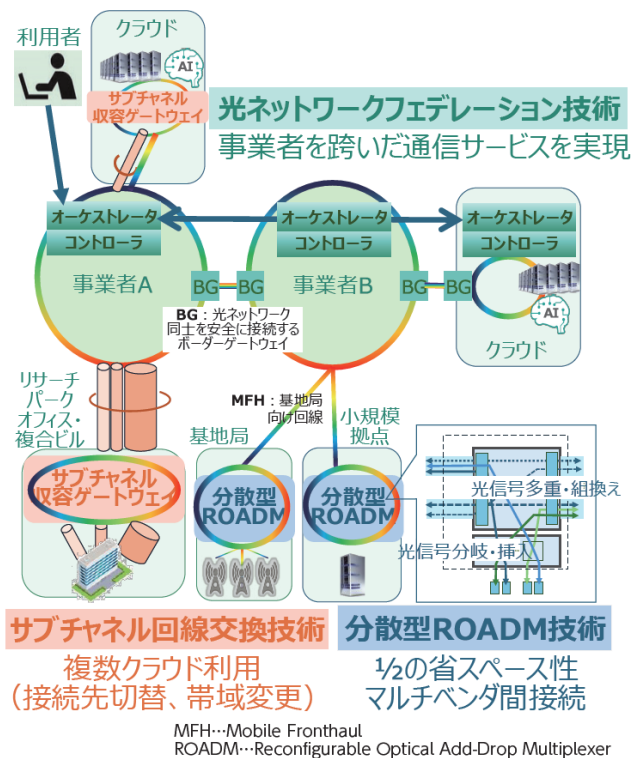 利用者
クラウド
AI
サブチャネル
収容ゲートウェイ
光ネットワークフェデレーション技術
事業者を跨いだ通信サービスを実現
オーケストレータ
コントローラ
事業者A
オーケストレータ
コントローラ
事業者B
オーケストレータ
コントローラ
BG
BG
BG
BG
AI
クラウド
BG：光ネットワーク
同士を安全に接続する
ボーダーゲートウェイ
リサーチ
パーク
オフィス・
複合ビル
MFH：基地局
向け回線
基地局
小規模
拠点
サブチャネル
収容ゲートウェイ
分散型
ROADM
分散型
ROADM
光信号多重・組換え
光信号分岐・挿入
サブチャネル回線交換技術
複数クラウド利用
（接続先切替、帯域変更）
分散型ROADM技術
½の省スペース性
マルチベンダ間接続
MFH…Mobile Fronthaul
ROADM…Reconfigurable Optical Add-Drop Multiplexer